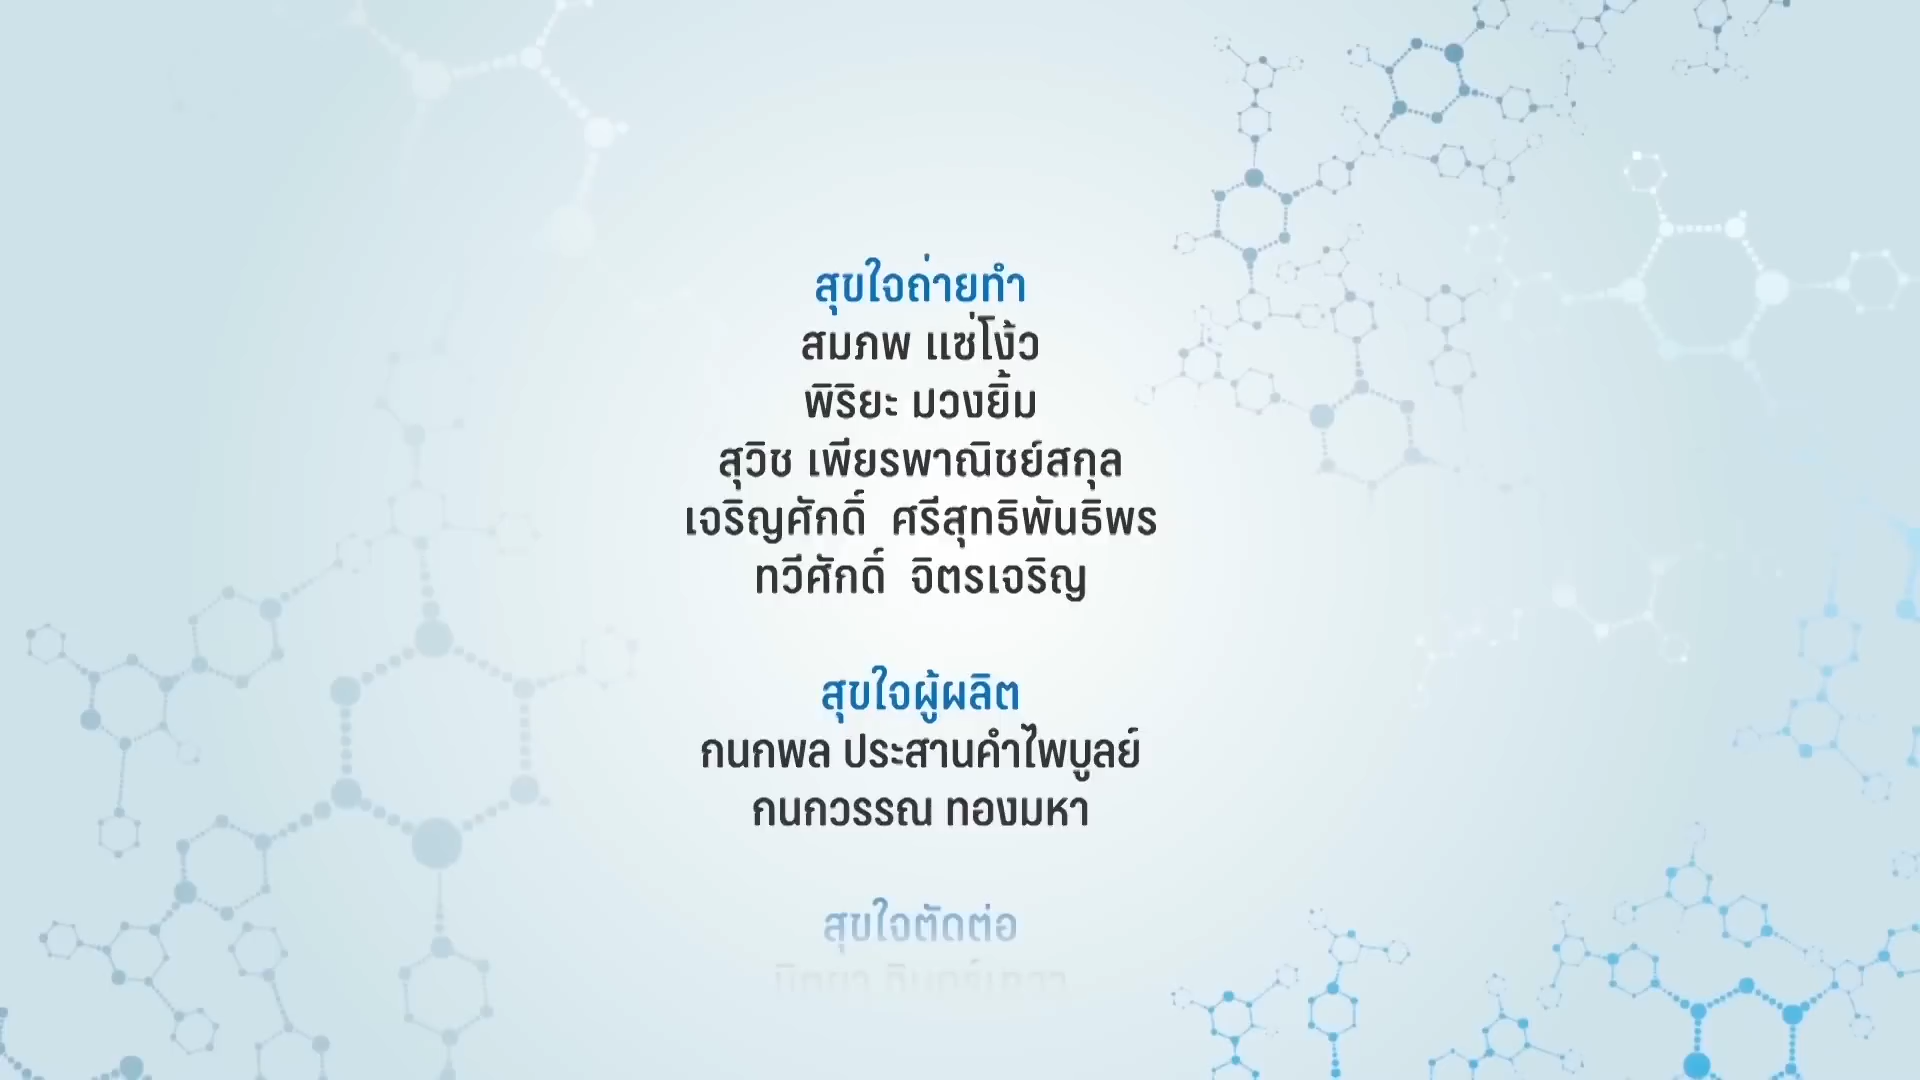 สุขใจถ่ายทำ
สมภพ แซ่โง้ว
พิริยะ มวงยิ้ม
สุวิช เพียรพาณิชย์สกุล
เจริญศักดิ์ ศรีสุทธิพันธิพร
ทวีศักดิ์ จิตรเจริญ
สุขใจผู้ผลิต
กนกพล ประสานคำไพบูลย์
กนกวรรณ ทองมหา
สุขใจตัดต่อ